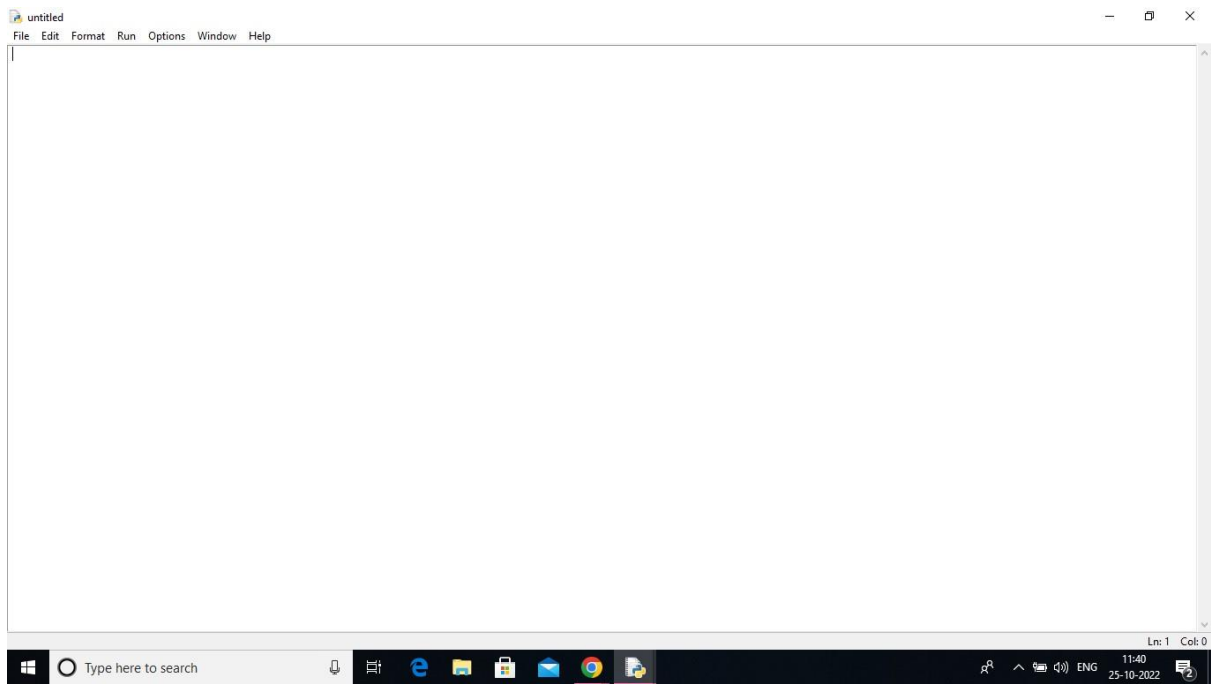 untitled
File Edit Format Run Options Window Help
Ln: 1 Col: 0
Type here to search
ENG
11:40
25-10-2022
2